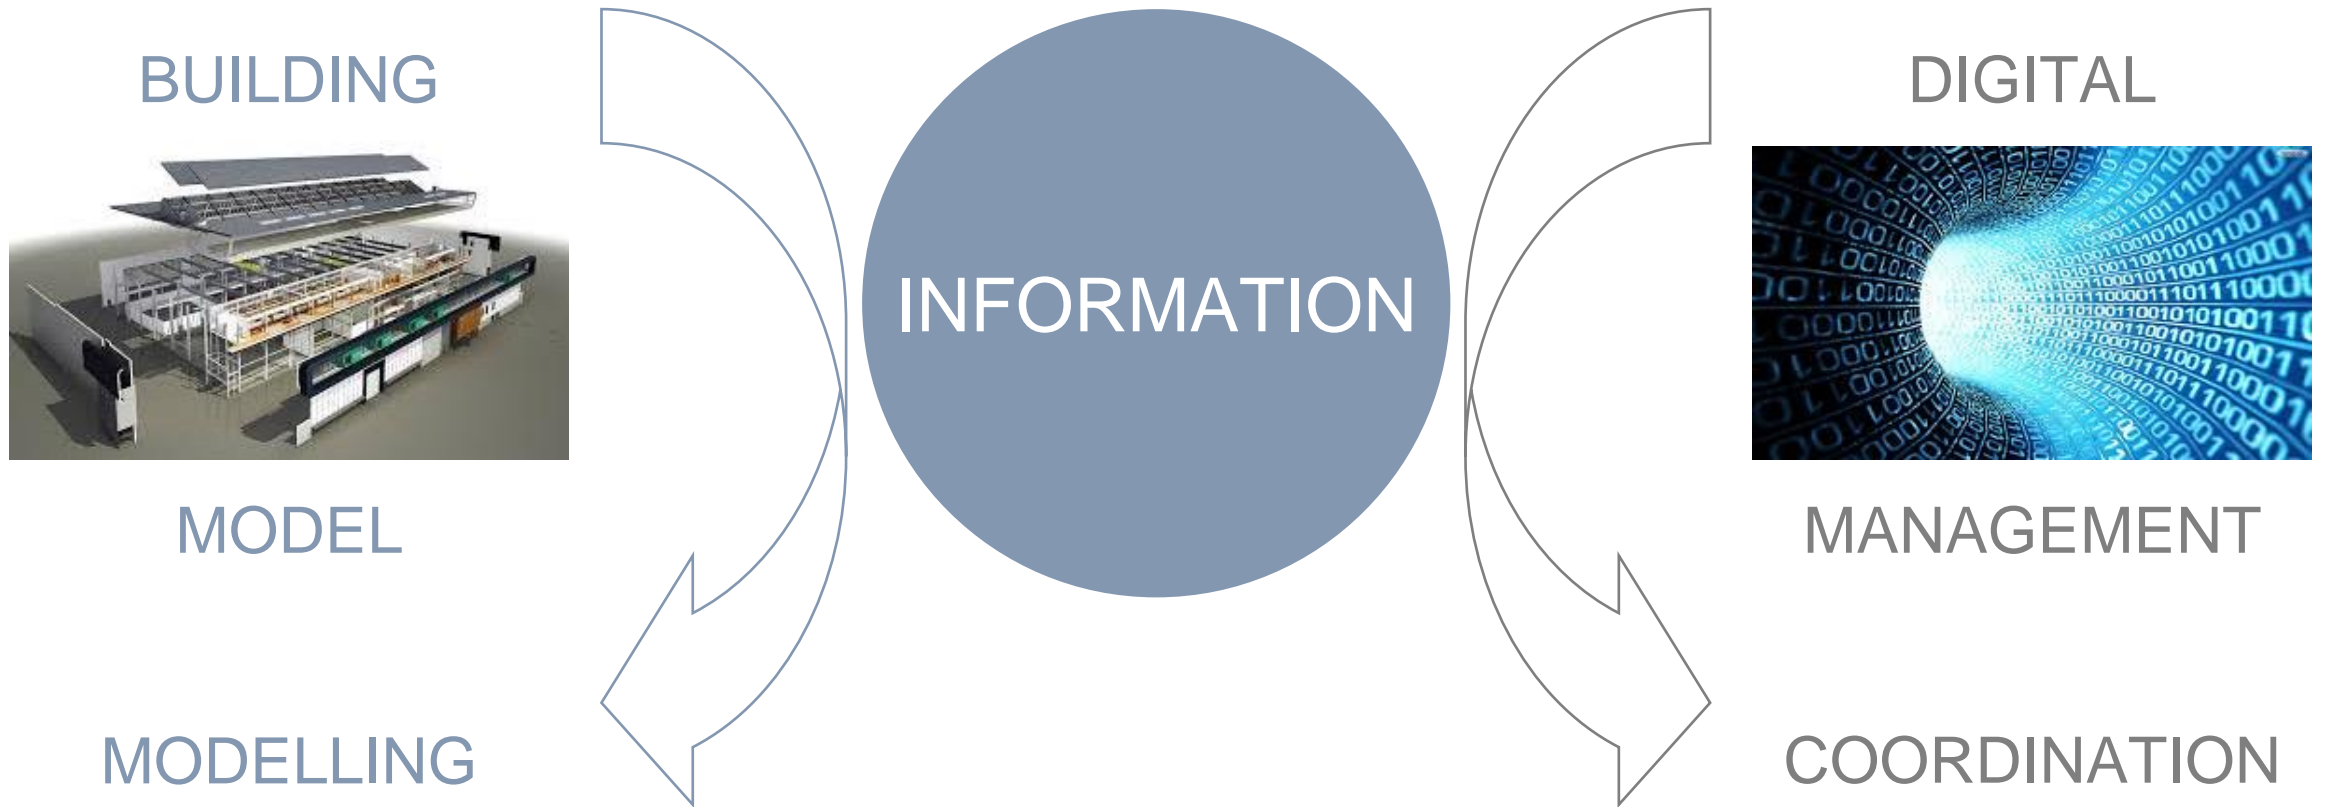 BUILDING
MODEL
MODELLING
INFORMATION
DIGITAL
MANAGEMENT
COORDINATION